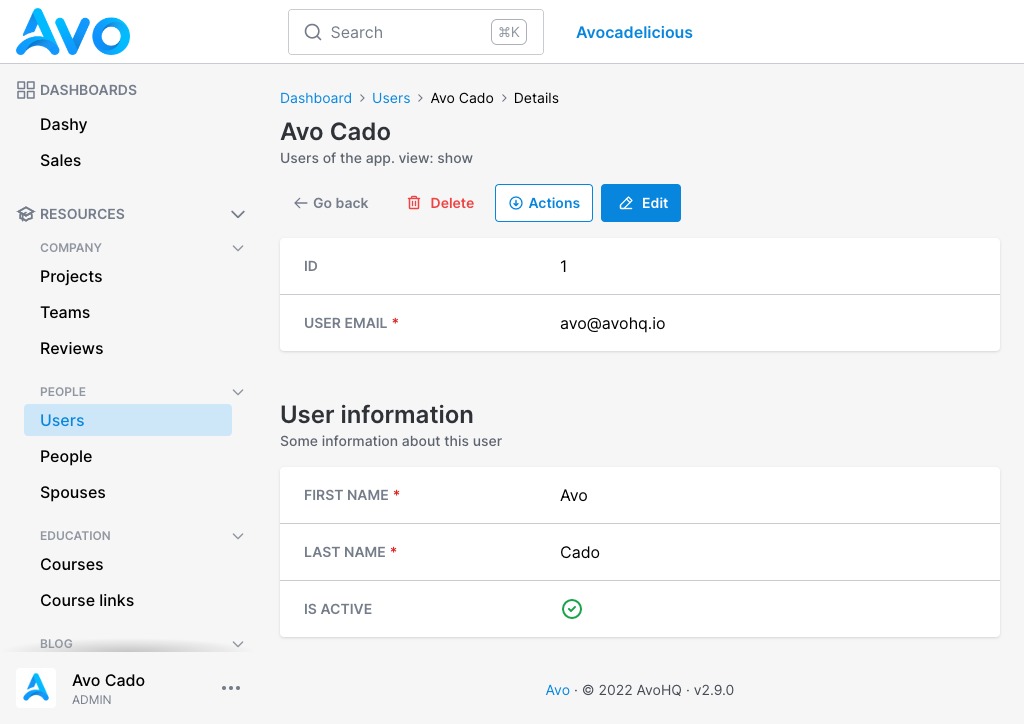 Avo
Search
⌘K
Avocadelicious
DASHBOARDS
Dashy
Sales
RESOURCES
COMPANY
Projects
Teams
Reviews
PEOPLE
Users
People
Spouses
EDUCATION
Courses
Course links
BLOG
Avo Cado
ADMIN
Dashboard > Users > Avo Cado > Details
Avo Cado
Users of the app. view: show
Go back
Delete
Actions
Edit
ID 1
USER EMAIL * avo@avohq.io
User information
Some information about this user
FIRST NAME * Avo
LAST NAME * Cado
IS ACTIVE
Avo · © 2022 AvoHQ · v2.9.0